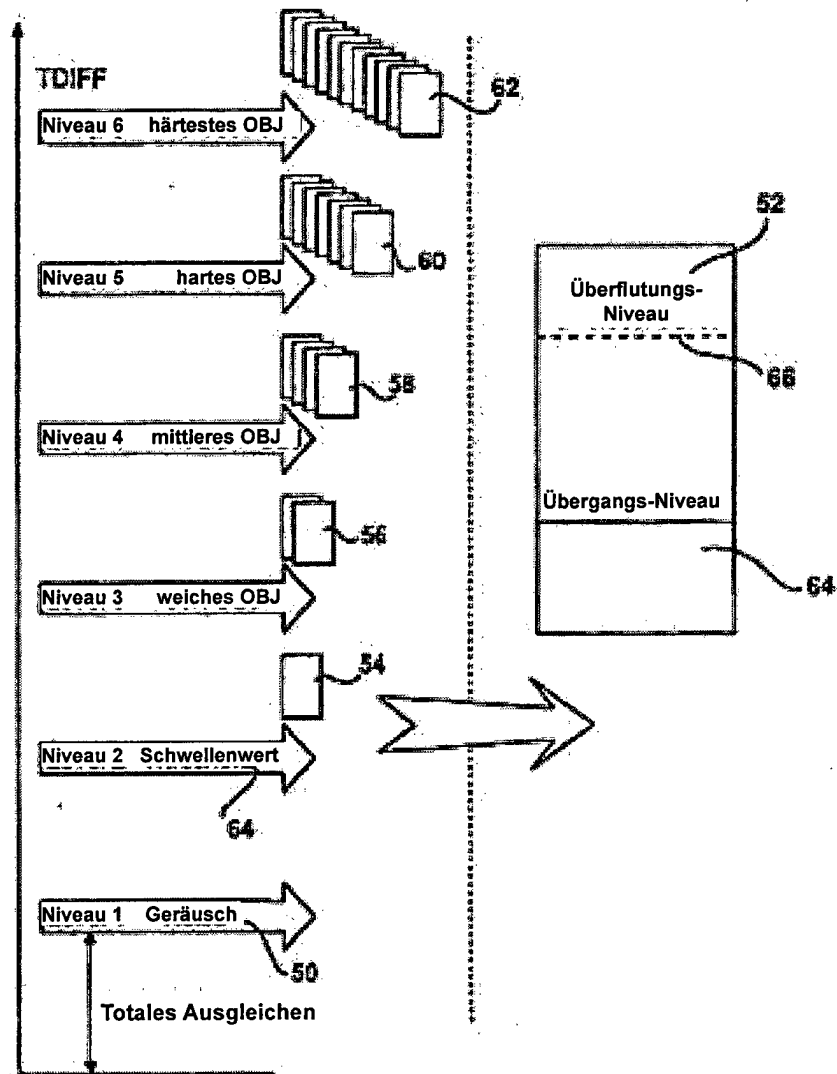 TDIFF
62
Niveau 6 härtestes OBJ
60
Niveau 5 hartes OBJ
58
Niveau 4 mittleres OBJ
56
Niveau 3 weiches OBJ
54
Niveau 2 Schwellenwert
64
Niveau 1 Geräusch
50
Totales Ausgleichen
52
Überflutungs-
Niveau
66
Übergangs-Niveau
64